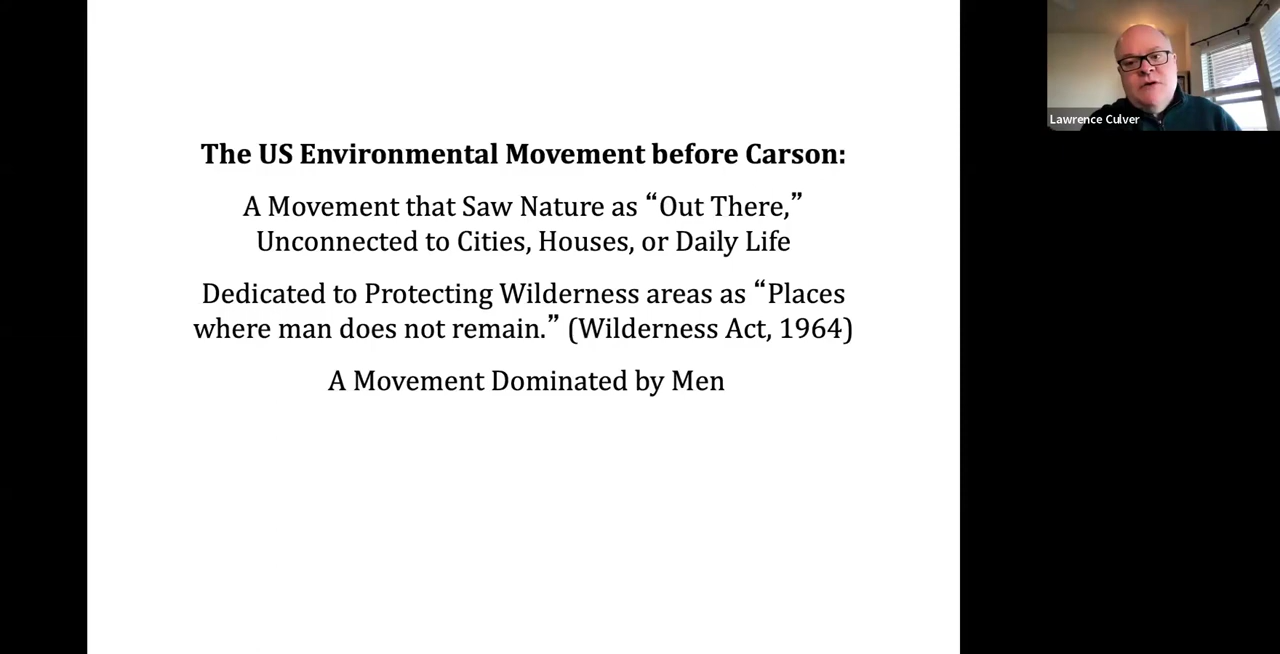 The US Environmental Movement before Carson:
A Movement that Saw Nature as “Out There,”
Unconnected to Cities, Houses, or Daily Life
Dedicated to Protecting Wilderness areas as “Places
where man does not remain.” (Wilderness Act, 1964)
A Movement Dominated by Men
Lawrence Culver